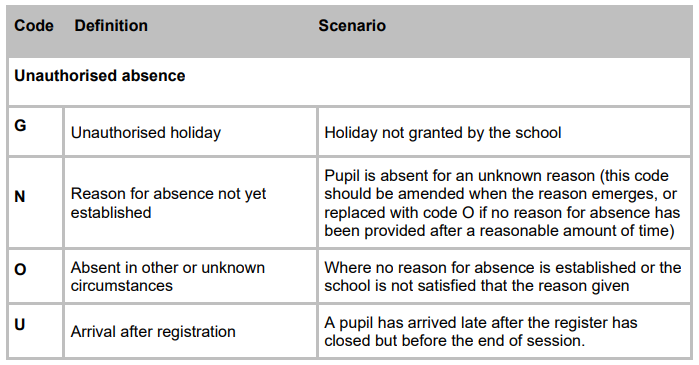 Code Definition Scenario
Unauthorised absence
G Unauthorised holiday Holiday not granted by the school
N Reason for absence not yet
established
Pupil is absent for an unknown reason (this code
should be amended when the reason emerges, or
replaced with code O if no reason for absence has
been provided after a reasonable amount of time)
O Absent in other or unknown
circumstances
Where no reason for absence is established or the
school is not satisfied that the reason given
U Arrival after registration
A pupil has arrived late after the register has
closed but before the end of session.